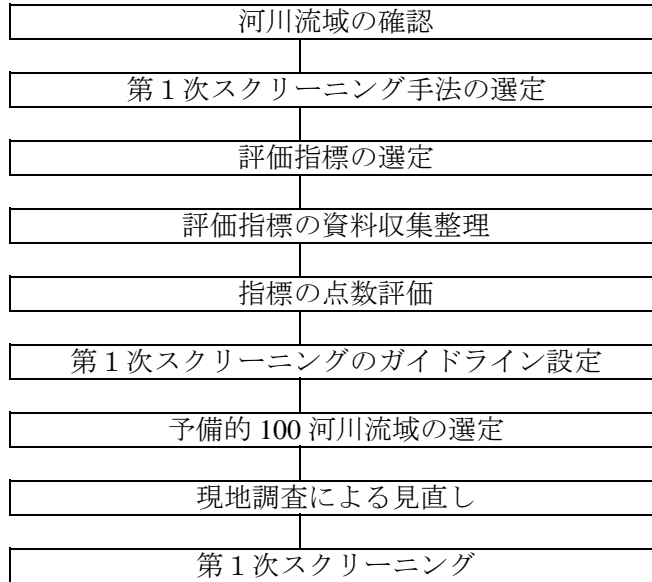 河川流域の確認
第１次スクリーニング手法の選定
評価指標の選定
評価指標の資料収集整理
指標の点数評価
第１次スクリーニングのガイドライン設定
予備的 100 河川流域の選定
現地調査による見直し
第１次スクリーニング